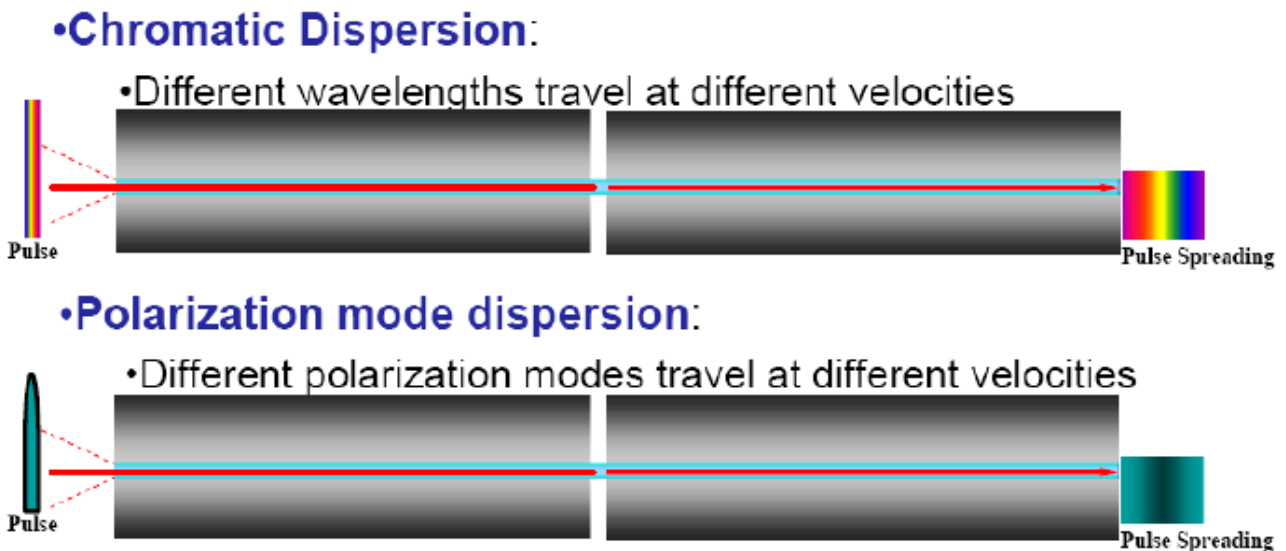 •Chromatic Dispersion:
•Different wavelengths travel at different velocities
Pulse
Pulse Spreading
•Polarization mode dispersion:
•Different polarization modes travel at different velocities
Pulse
Pulse Spreading